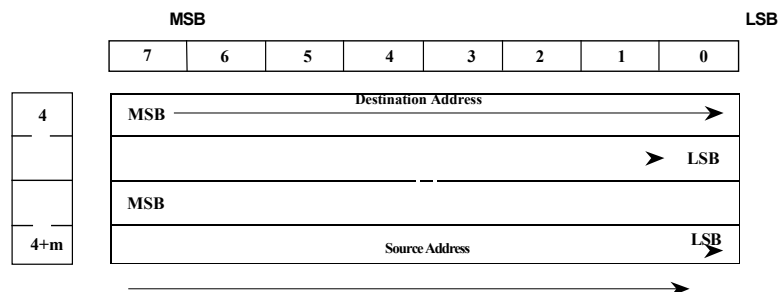 MSB LSB
7 6 5 4 3 2 1 0
Destination Address
4 MSB
LSB
MSB
4+m Source Address LSB